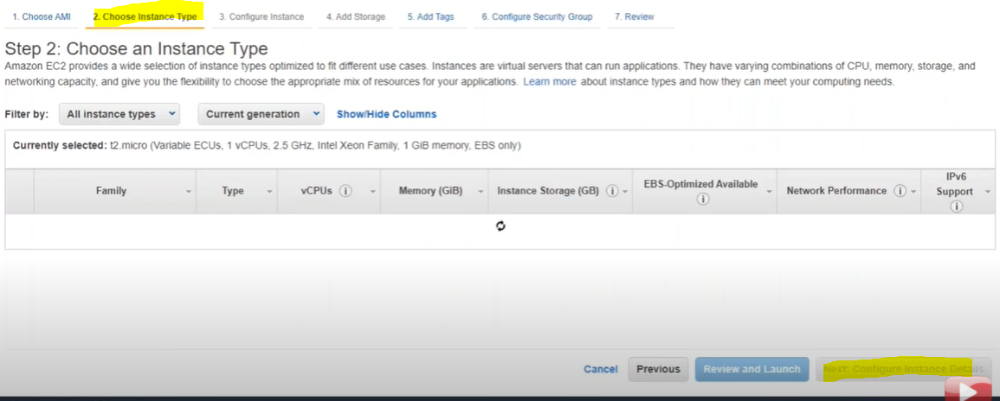 1. Choose AMI 2. Choose Instance Type 3. Configure Instance 4. Add Storage 5. Add Tags 6. Configure Security Group 7. Review
Step 2: Choose an Instance Type
Amazon EC2 provides a wide selection of instance types optimized to fit different use cases. Instances are virtual servers that can run applications. They have varying combinations of CPU, memory, storage, and
networking capacity, and give you the flexibility to choose the appropriate mix of resources for your applications. Learn more about instance types and how they can meet your computing needs.
Filter by: All instance types Current generation Show/Hide Columns
Currently selected: t2.micro (Variable ECUs, 1 vCPUs, 2.5 GHz, Intel Xeon Family, 1 GiB memory, EBS only)
Family Type vCPUs i Memory (GiB) Instance Storage (GB) i EBS-Optimized Available i Network Performance i IPv6 Support i
Cancel Previous Review and Launch Next: Configure Instance Details